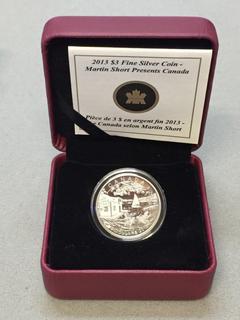 2013 $3 Fine Silver Coin -
Martin Short Presents Canada
Pièce de 3 $ en argent fin 2013 -
Canada selon Martin Short
CANADA